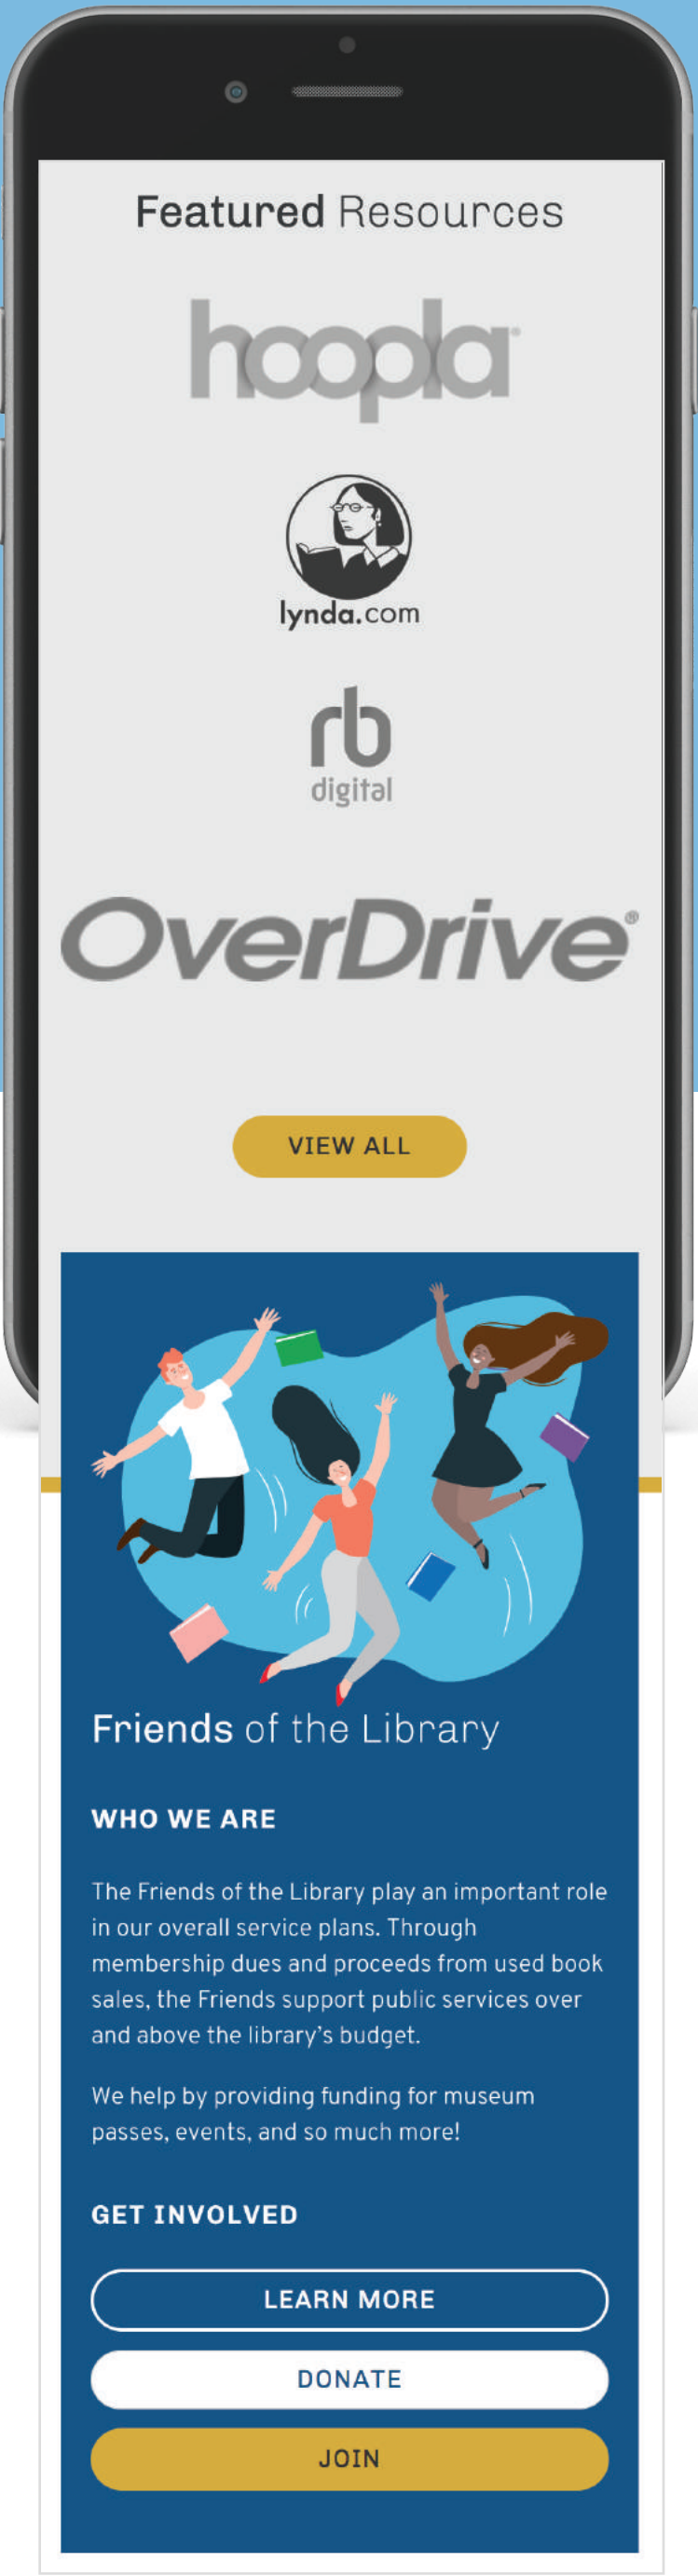 Featured Resources
hoopla
lynda.com
rb
digital
OverDrive®
VIEW ALL
Friends of the Library
WHO WE ARE
The Friends of the Library play an important role
in our overall service plans. Through
membership dues and proceeds from used book
sales, the Friends support public services over
and above the library's budget.
We help by providing funding for museum
passes, events, and so much more!
GET INVOLVED
LEARN MORE
DONATE
JOIN